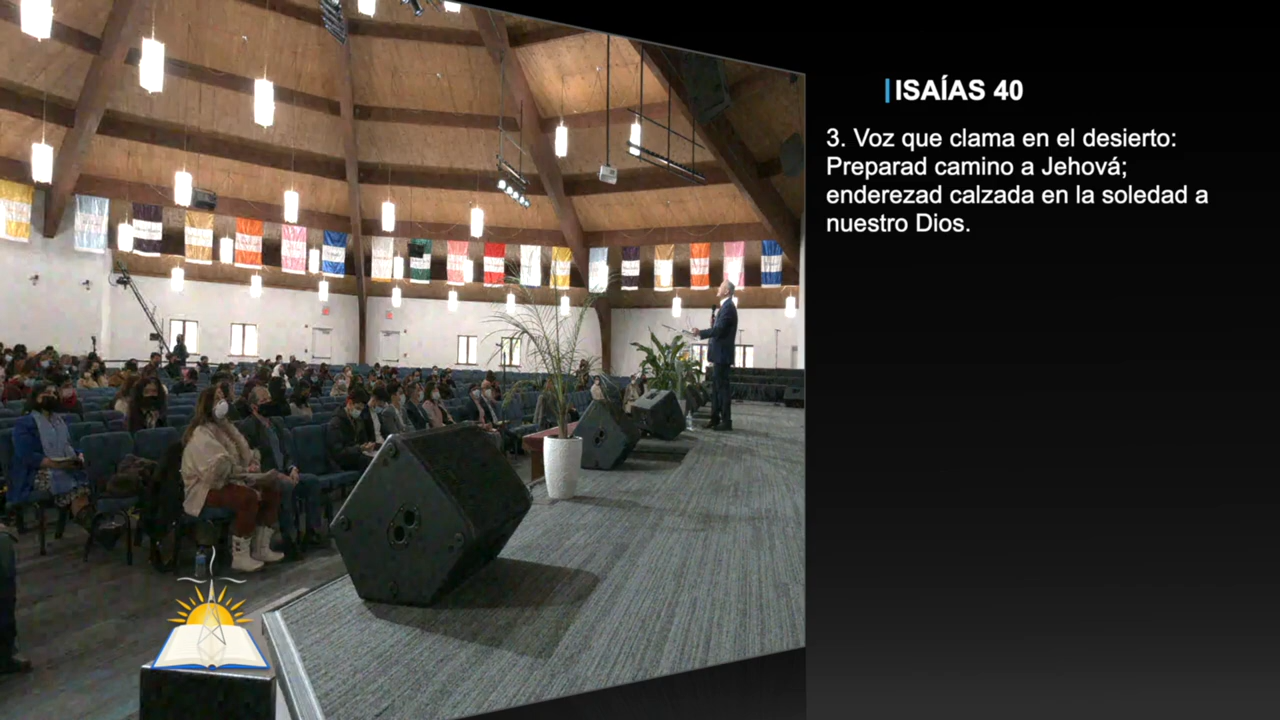 ISAÍAS 40
3. Voz que clama en el desierto:
Preparad camino a Jehová;
enderezad calzada en la soledad a
nuestro Dios.